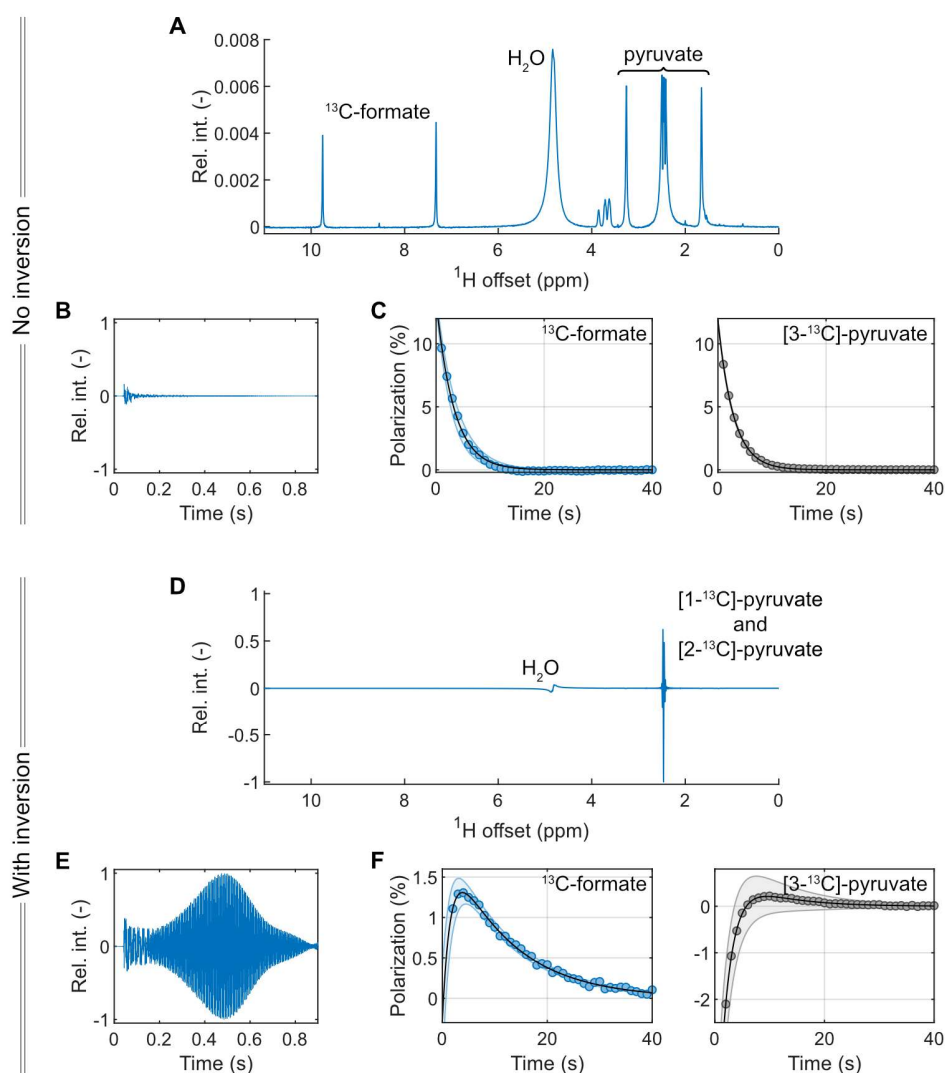 No inversion
A
0.008
0.006
0.004
0.002
0
Rel. int. (-)
¹³C-formate
H₂O
pyruvate
10
8
6
4
2
0
¹H offset (ppm)
B
1
0
-1
Rel. int. (-)
0
0.2
0.4
0.6
0.8
Time (s)
C
¹³C-formate
10
5
0
Polarization (%)
0
20
40
Time (s)
[3-¹³C]-pyruvate
10
5
0
0
20
40
Time (s)
With inversion
D
1
0.5
0
-0.5
-1
Rel. int. (-)
H₂O
[1-¹³C]-pyruvate
and
[2-¹³C]-pyruvate
10
8
6
4
2
0
¹H offset (ppm)
E
1
0
-1
Rel. int. (-)
0
0.2
0.4
0.6
0.8
Time (s)
F
¹³C-formate
1.5
1
0.5
0
Polarization (%)
0
20
40
Time (s)
[3-¹³C]-pyruvate
0
-1
-2
0
20
40
Time (s)